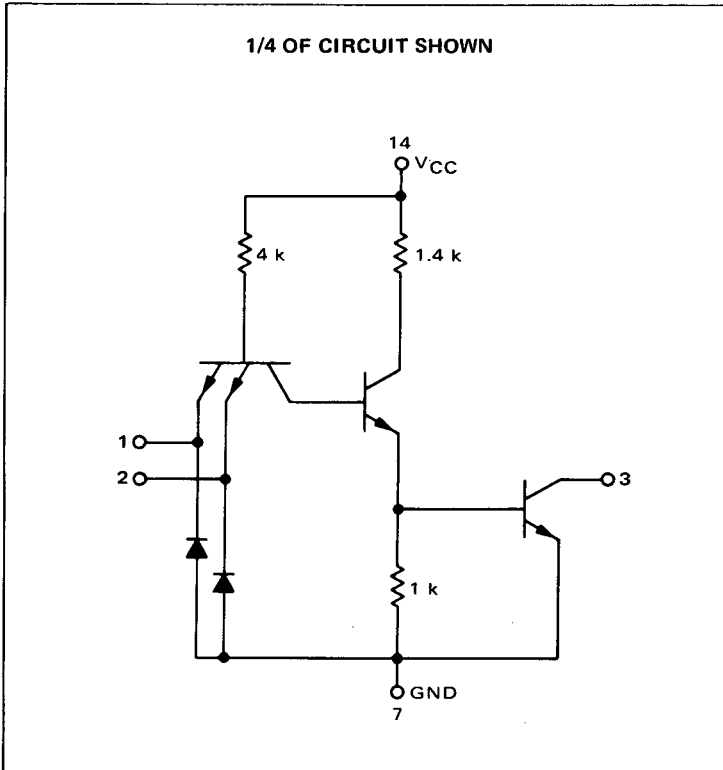 1/4 OF CIRCUIT SHOWN
14
VCC
4 k
1.4 k
1
2
3
1 k
GND
7